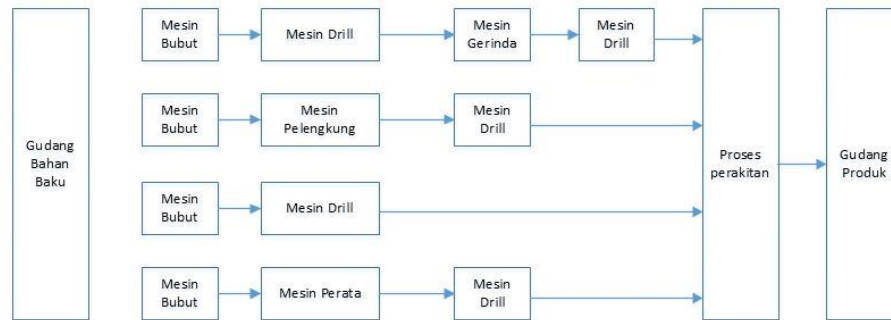 Gudang
Bahan
Baku
Mesin
Bubut
Mesin Drill
Mesin
Gerinda
Mesin
Drill
Mesin
Bubut
Mesin
Pelengkung
Mesin
Drill
Mesin
Bubut
Mesin Drill
Mesin
Bubut
Mesin Perata
Mesin
Drill
Proses
perakitan
Gudang
Produk